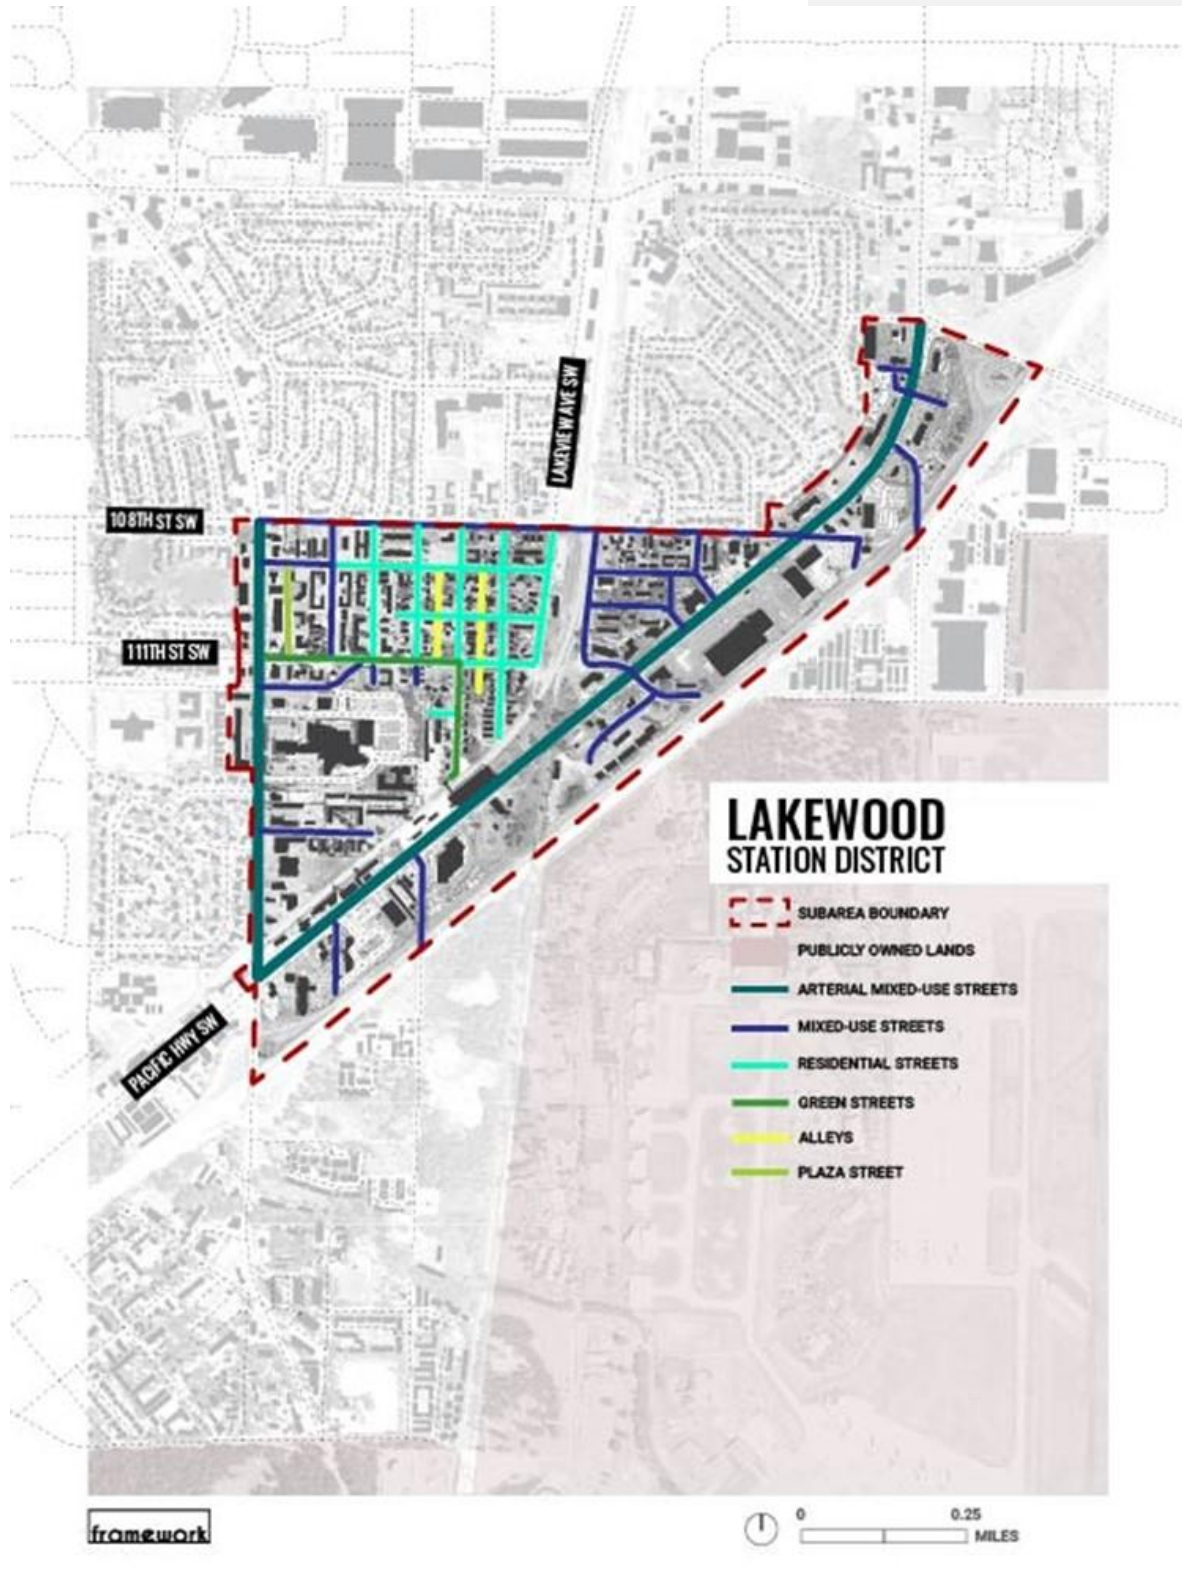 LAKEVIEW AVE SW
108TH ST SW
111TH ST SW
PACIFIC HWY SW
LAKEWOOD
STATION DISTRICT
SUBAREA BOUNDARY
PUBLICLY OWNED LANDS
ARTERIAL MIXED-USE STREETS
MIXED-USE STREETS
RESIDENTIAL STREETS
GREEN STREETS
ALLEYS
PLAZA STREET
framework
0 0.25
MILES